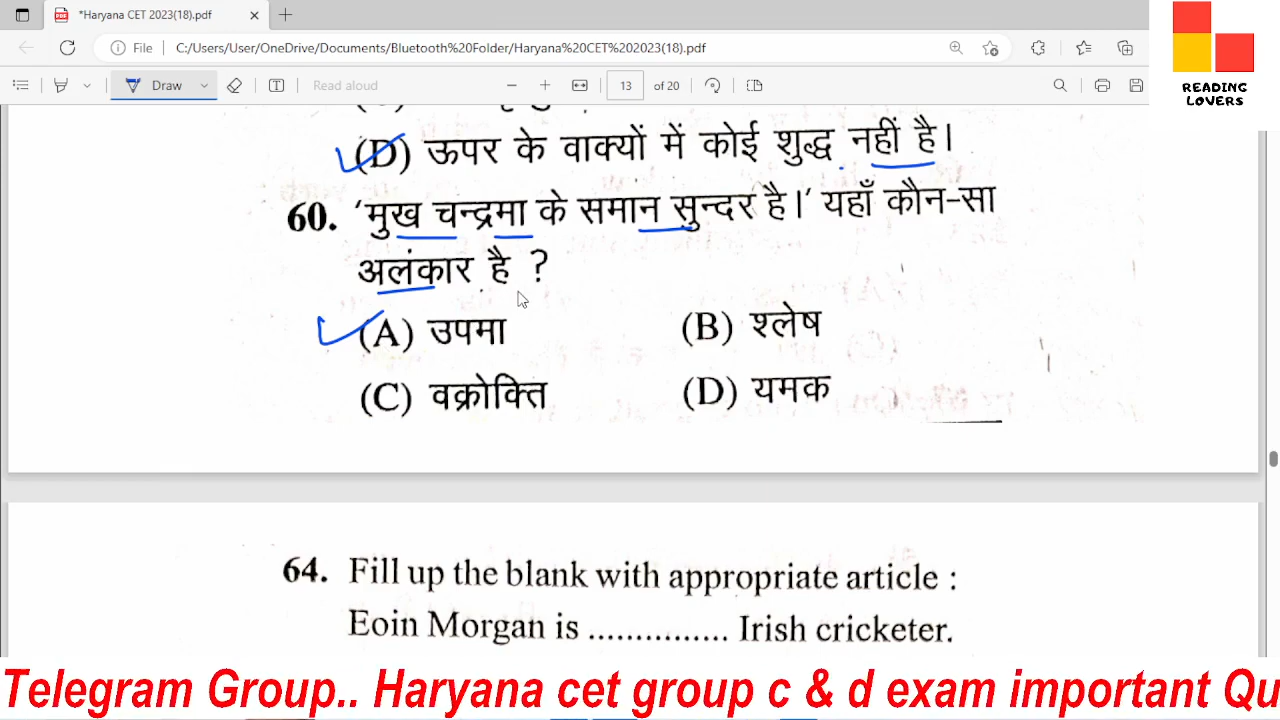 *Haryana CET 2023(18).pdf
File C:/Users/User/OneDrive/Documents/Bluetooth%20Folder/Haryana%20CET%202023(18).pdf
Draw Read aloud 13 of 20
READING
LOVERS
(D) ऊपर के वाक्यों में कोई शुद्ध नहीं है।
60. ‘मुख चन्द्रमा के समान सुन्दर है।’ यहाँ कौन-सा
अलंकार है ?
(A) उपमा (B) श्लेष
(C) वक्रोक्ति (D) यमक
64. Fill up the blank with appropriate article :
Eoin Morgan is ............... Irish cricketer.
Telegram Group.. Haryana cet group c & d exam important Qu